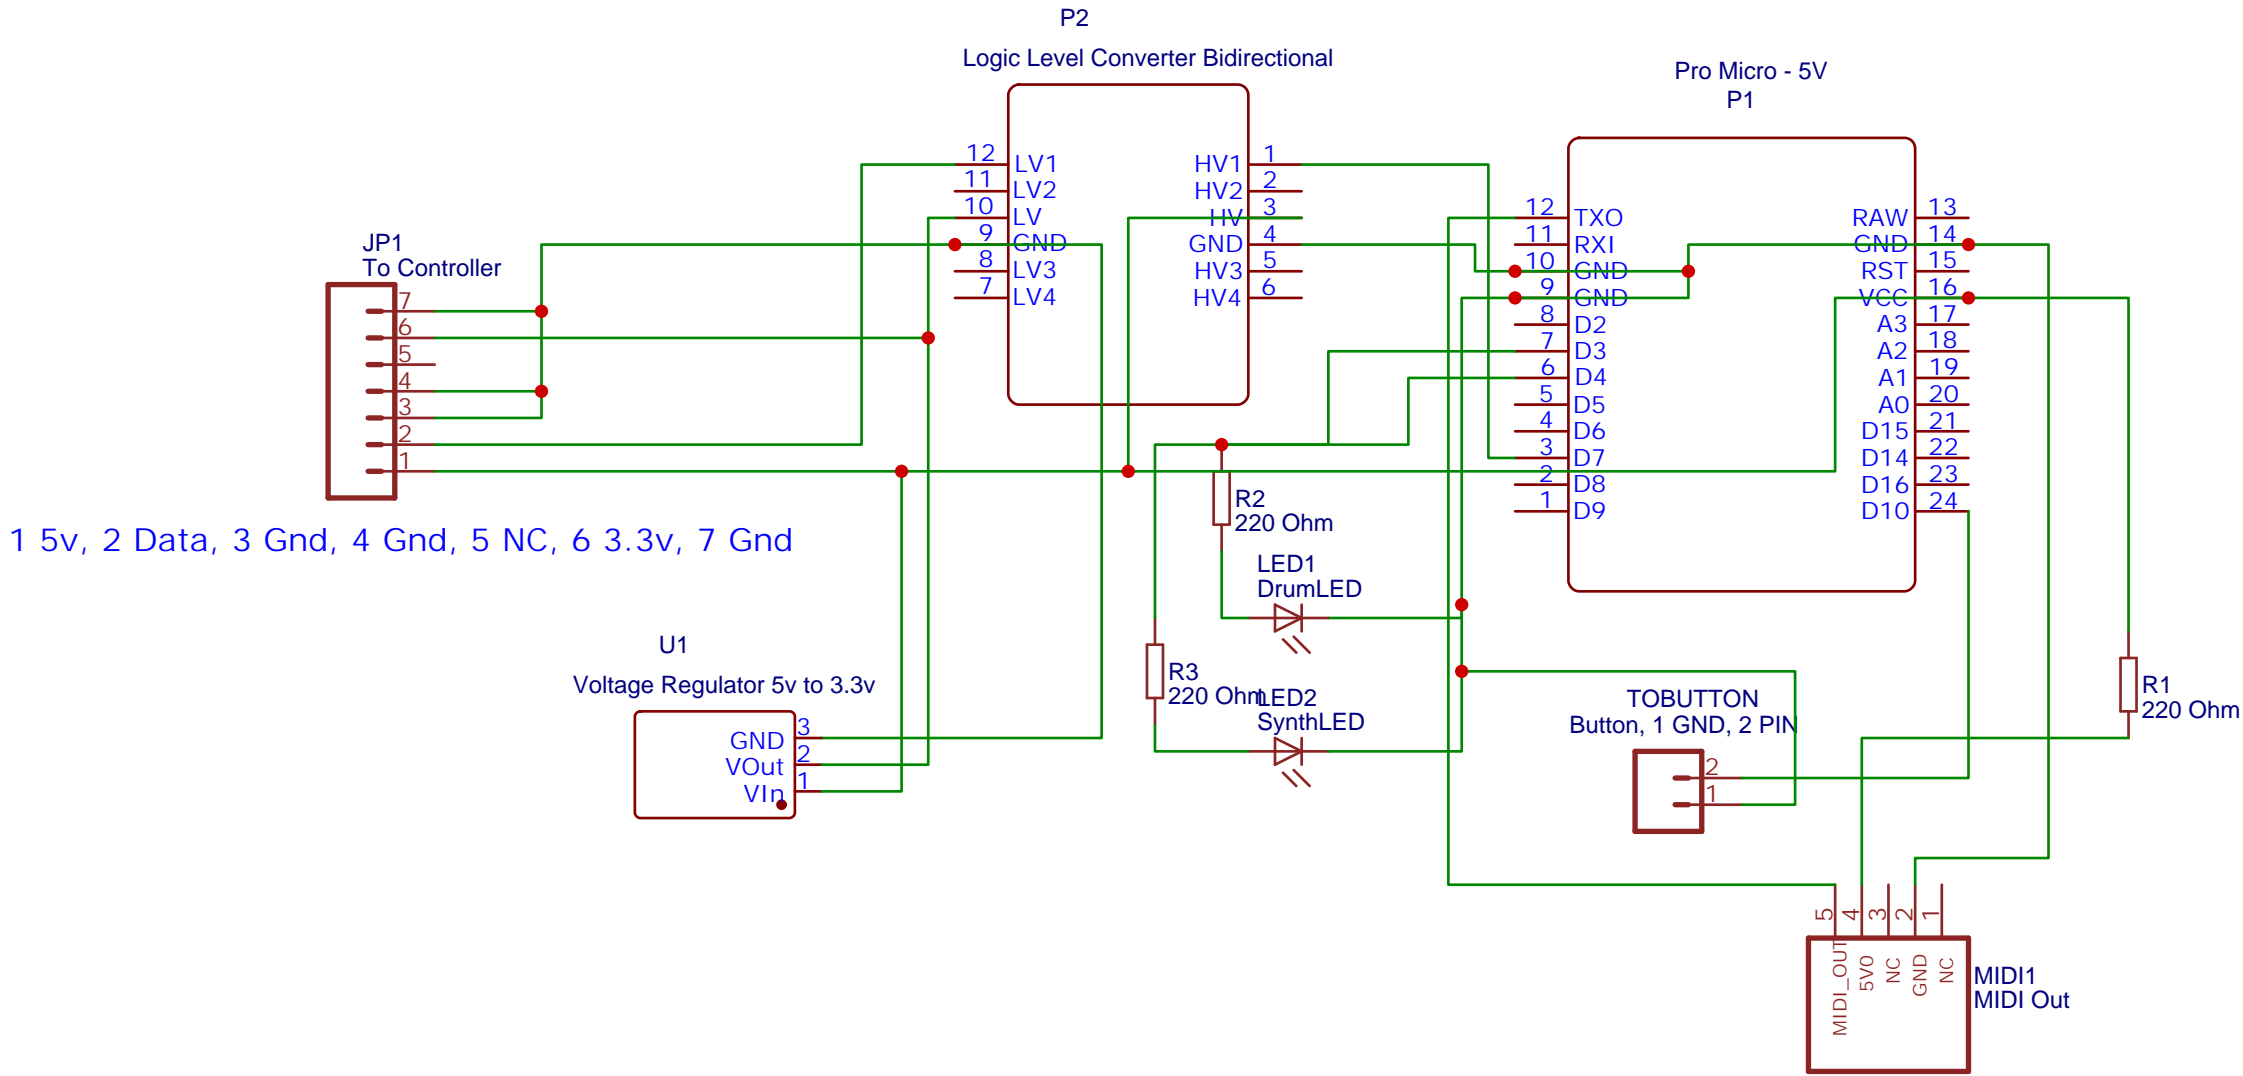 P2
Logic Level Converter Bidirectional
12 LV1
11 LV2
10 LV
9 GND
8 LV3
7 LV4
HV1 1
HV2 2
HV 3
GND 4
HV3 5
HV4 6
Pro Micro - 5V
P1
12 TXO
11 RXI
10 GND
9 GND
8 D2
7 D3
6 D4
5 D5
4 D6
3 D7
2 D8
1 D9
RAW 13
GND 14
RST 15
VCC 16
A3 17
A2 18
A1 19
A0 20
D15 21
D14 22
D16 23
D10 24
JP1
To Controller
7
6
5
4
3
2
1
1 5v, 2 Data, 3 Gnd, 4 Gnd, 5 NC, 6 3.3v, 7 Gnd
R2
220 Ohm
LED1
DrumLED
R3
220 Ohm
LED2
SynthLED
U1
Voltage Regulator 5v to 3.3v
GND 3
VOut 2
VIn 1
TOBUTTON
Button, 1 GND, 2 PIN
2
1
R1
220 Ohm
5 MIDI_OUT
4 5V0
3 NC
2 GND
1 NC
MIDI1
MIDI Out